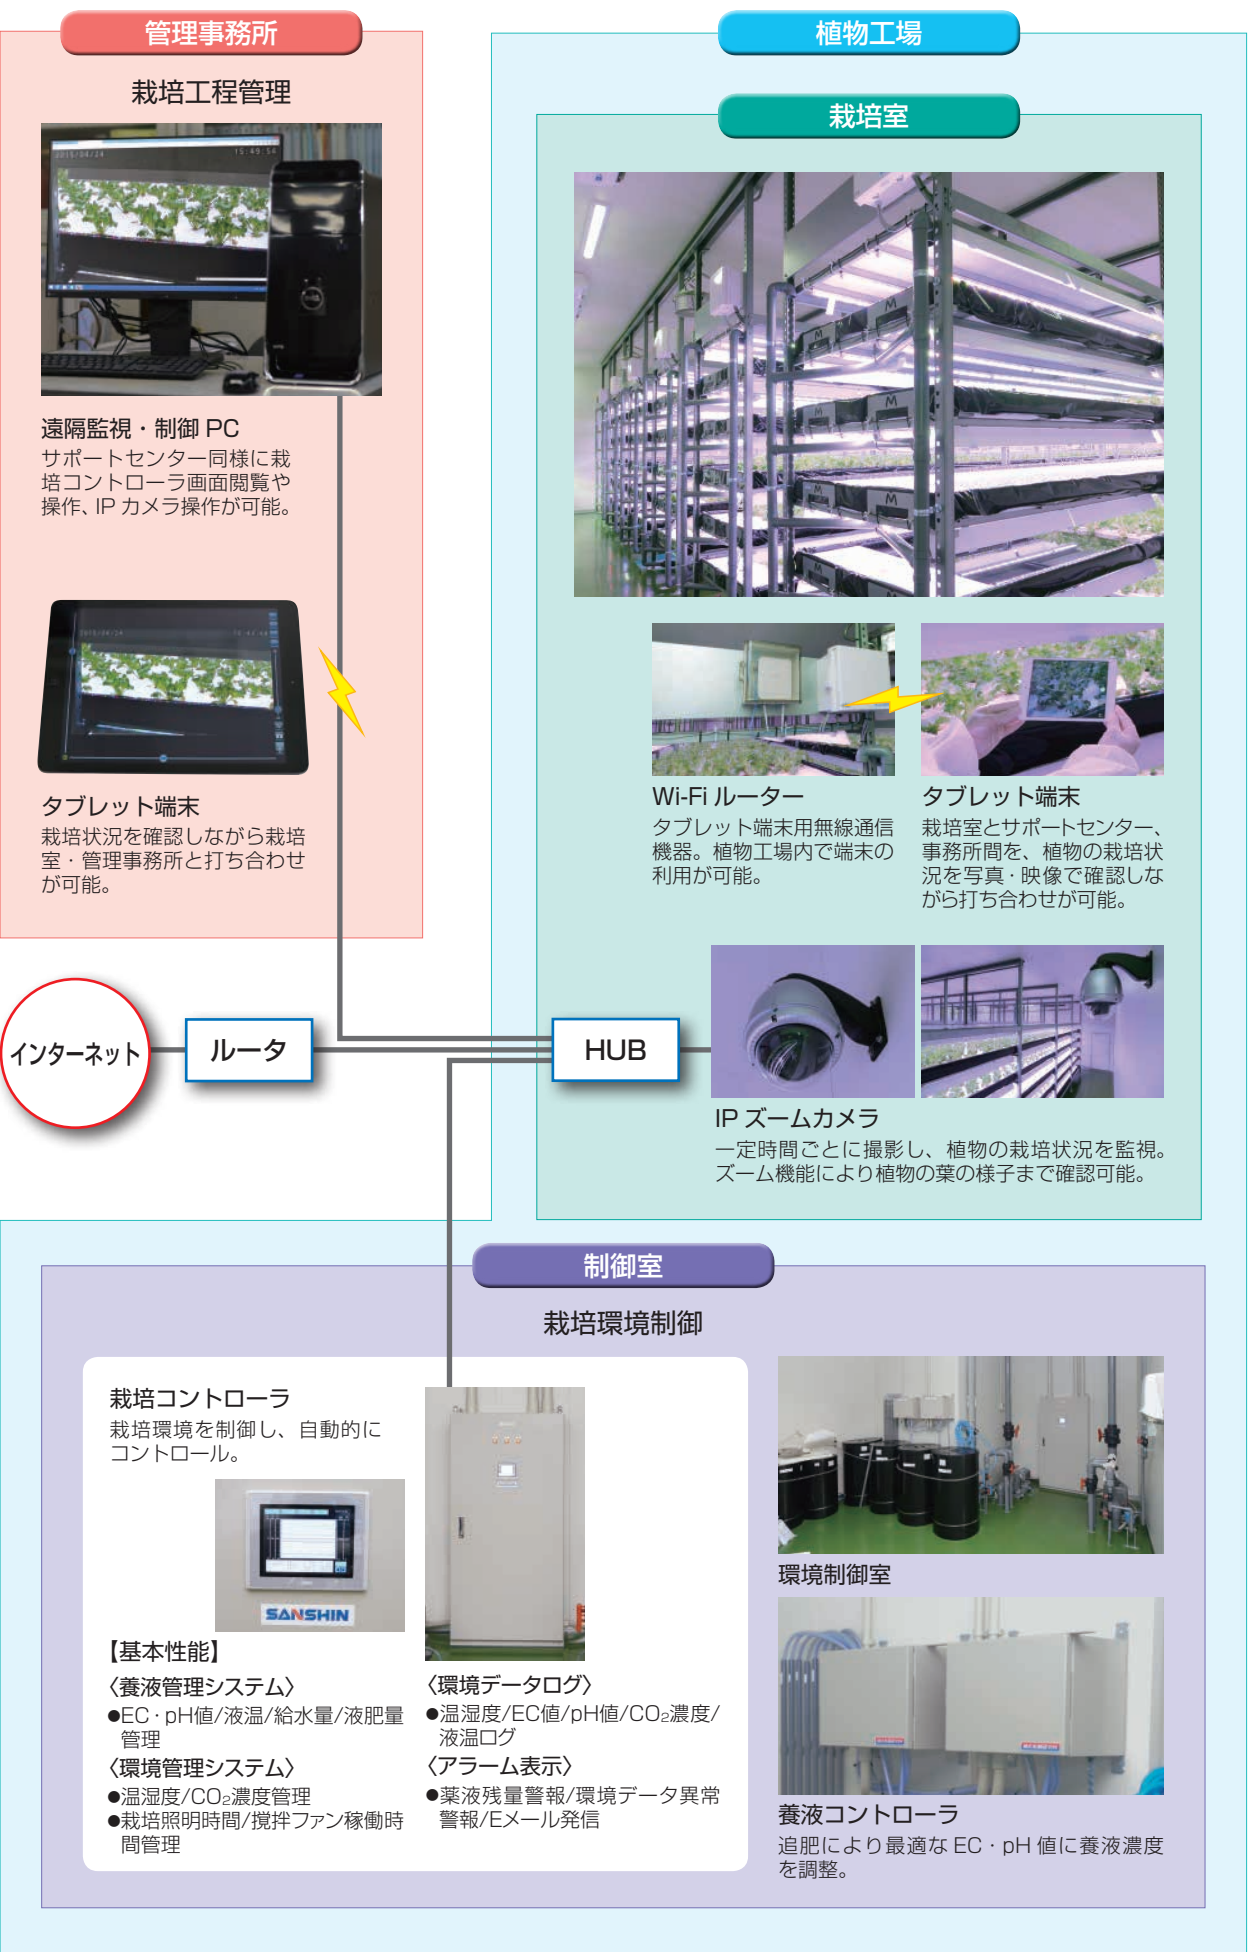 管理事務所
栽培工程管理
2015/04/24
15:49:54
遠隔監視・制御 PC
サポートセンター同様に栽
培コントローラ画面閲覧や
操作、IP カメラ操作が可能。
2015/04/24
タブレット端末
栽培状況を確認しながら栽培
室・管理事務所と打ち合わせ
が可能。
インターネット
ルータ
HUB
植物工場
栽培室
M
M
M
M
Wi-Fi ルーター
タブレット端末用無線通信
機器。植物工場内で端末の
利用が可能。
タブレット端末
栽培室とサポートセンター、
事務所間を、植物の栽培状
況を写真・映像で確認しな
がら打ち合わせが可能。
IP ズームカメラ
一定時間ごとに撮影し、植物の栽培状況を監視。
ズーム機能により植物の葉の様子まで確認可能。
制御室
栽培環境制御
栽培コントローラ
栽培環境を制御し、自動的に
コントロール。
SANSHIN
【基本性能】
〈養液管理システム〉
●EC・pH値/液温/給水量/液肥量
管理
〈環境管理システム〉
●温湿度/CO₂濃度管理
●栽培照明時間/撹拌ファン稼働時
間管理
〈環境データログ〉
●温湿度/EC値/pH値/CO₂濃度/
液温ログ
〈アラーム表示〉
●薬液残量警報/環境データ異常
警報/Eメール発信
環境制御室
養液コントローラ
追肥により最適な EC・pH 値に養液濃度
を調整。